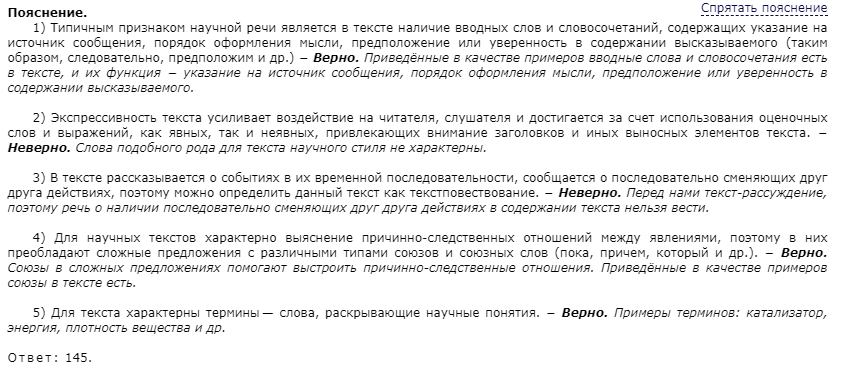 Спрятать пояснение
Пояснение.
1) Типичным признаком научной речи является в тексте наличие вводных слов и словосочетаний, содержащих указание на
источник сообщения, порядок оформления мысли, предположение или уверенность в содержании высказываемого (таким
образом, следовательно, предположим и др.) − Верно. Приведённые в качестве примеров вводные слова и словосочетания есть
в тексте, и их функция − указание на источник сообщения, порядок оформления мысли, предположение или уверенность в
содержании высказываемого.
2) Экспрессивность текста усиливает воздействие на читателя, слушателя и достигается за счет использования оценочных
слов и выражений, как явных, так и неявных, привлекающих внимание заголовков и иных выносных элементов текста. −
Неверно. Слова подобного рода для текста научного стиля не характерны.
3) В тексте рассказывается о событиях в их временной последовательности, сообщается о последовательно сменяющих друг
друга действиях, поэтому можно определить данный текст как текстповествование. − Неверно. Перед нами текст-рассуждение,
поэтому речь о наличии последовательно сменяющих друг друга действиях в содержании текста нельзя вести.
4) Для научных текстов характерно выяснение причинно-следственных отношений между явлениями, поэтому в них
преобладают сложные предложения с различными типами союзов и союзных слов (пока, причем, который и др.). − Верно.
Союзы в сложных предложениях помогают выстроить причинно-следственные отношения. Приведённые в качестве примеров
союзы в тексте есть.
5) Для текста характерны термины — слова, раскрывающие научные понятия. − Верно. Примеры терминов: катализатор,
энергия, плотность вещества и др.
Ответ: 145.